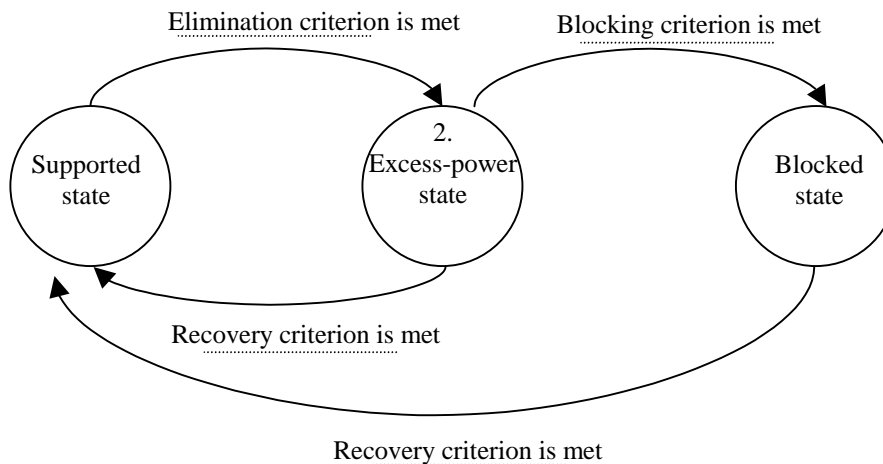 Elimination criterion is met
Blocking criterion is met
Supported
state
2.
Excess-power
state
Blocked
state
Recovery criterion is met
Recovery criterion is met